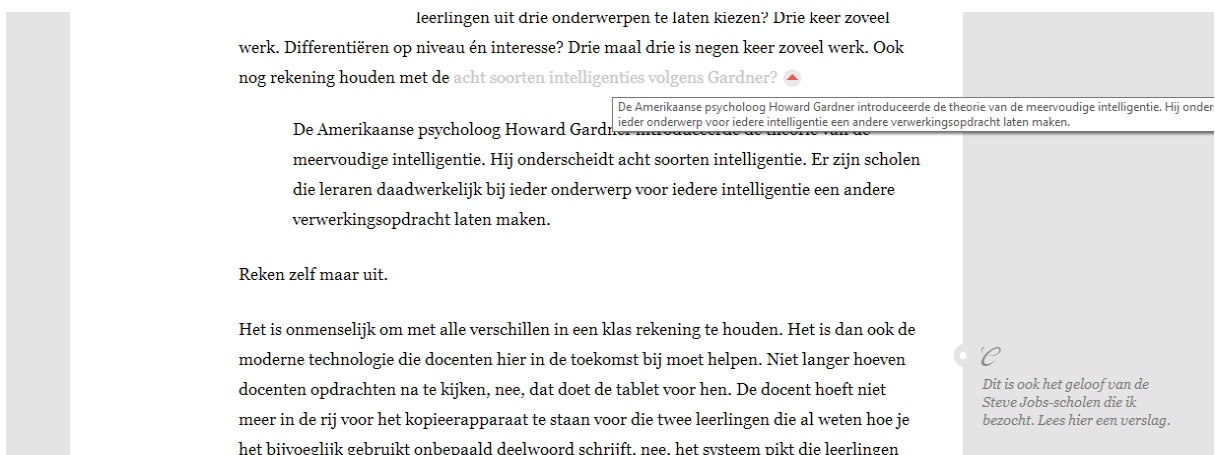 leerlingen uit drie onderwerpen te laten kiezen? Drie keer zoveel
werk. Differentiëren op niveau én interesse? Drie maal drie is negen keer zoveel werk. Ook
nog rekening houden met de acht soorten intelligenties volgens Gardner?
De Amerikaanse psycholoog Howard Gardner introduceerde de theorie van de meervoudige intelligentie. Hij onders
ieder onderwerp voor iedere intelligentie een andere verwerkingsopdracht laten maken.
De Amerikaanse psycholoog Howard Gardner introduceerde de theorie van de
meervoudige intelligentie. Hij onderscheidt acht soorten intelligentie. Er zijn scholen
die leraren daadwerkelijk bij ieder onderwerp voor iedere intelligentie een andere
verwerkingsopdracht laten maken.
Reken zelf maar uit.
Het is onmenselijk om met alle verschillen in een klas rekening te houden. Het is dan ook de
moderne technologie die docenten hier in de toekomst bij moet helpen. Niet langer hoeven
docenten opdrachten na te kijken, nee, dat doet de tablet voor hen. De docent hoeft niet
meer in de rij voor het kopieerapparaat te staan voor die twee leerlingen die al weten hoe je
het bijvoeglijk gebruikt onbepaald deelwoord schrijft, nee, het systeem pikt die leerlingen
Dit is ook het geloof van de
Steve Jobs-scholen die ik
bezocht. Lees hier een verslag.